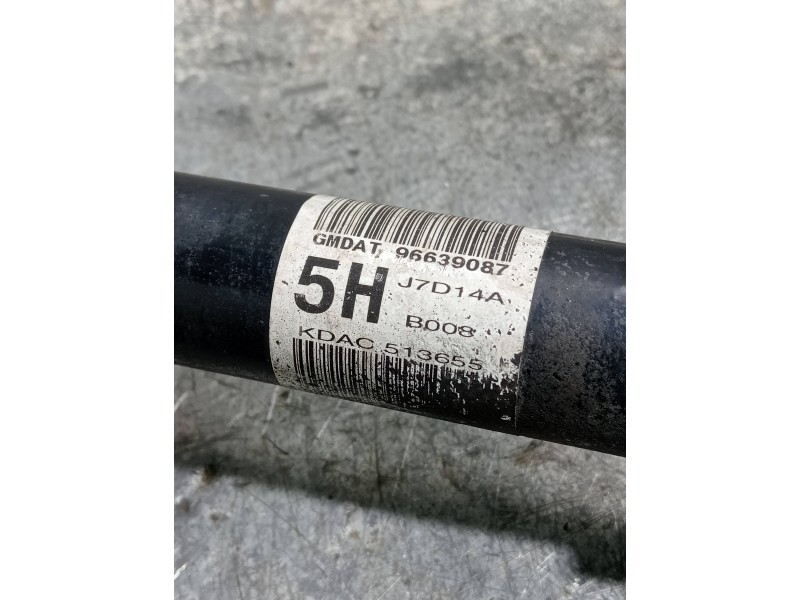 GMDAT, 96639087
5H J7D14A
B008
KDAC 513655